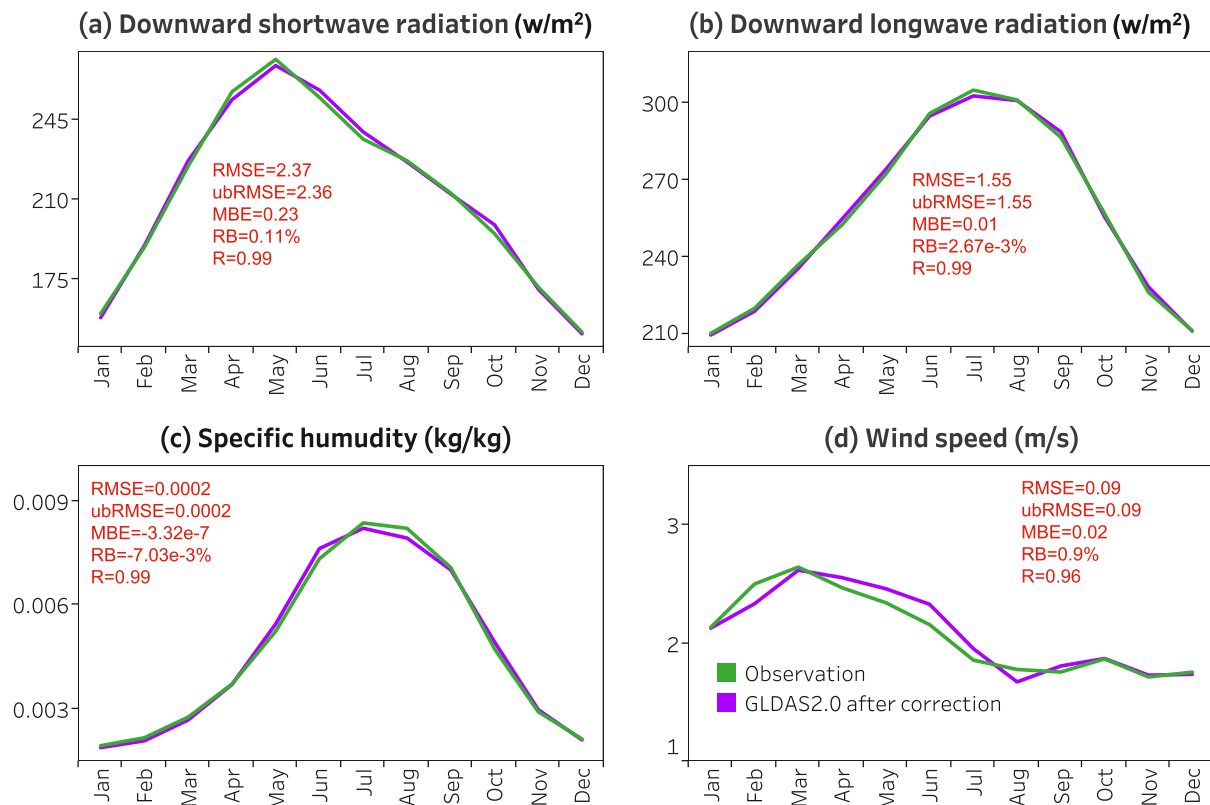 (a) Downward shortwave radiation (w/m²)
245
210
175
RMSE=2.37
ubRMSE=2.36
MBE=0.23
RB=0.11%
R=0.99
Jan Feb Mar Apr May Jun Jul Aug Sep Oct Nov Dec
(b) Downward longwave radiation (w/m²)
300
270
240
210
RMSE=1.55
ubRMSE=1.55
MBE=0.01
RB=2.67e-3%
R=0.99
Jan Feb Mar Apr May Jun Jul Aug Sep Oct Nov Dec
(c) Specific humudity (kg/kg)
0.009
0.006
0.003
RMSE=0.0002
ubRMSE=0.0002
MBE=-3.32e-7
RB=-7.03e-3%
R=0.99
Jan Feb Mar Apr May Jun Jul Aug Sep Oct Nov Dec
(d) Wind speed (m/s)
3
2
1
RMSE=0.09
ubRMSE=0.09
MBE=0.02
RB=0.9%
R=0.96
Observation
GLDAS2.0 after correction
Jan Feb Mar Apr May Jun Jul Aug Sep Oct Nov Dec